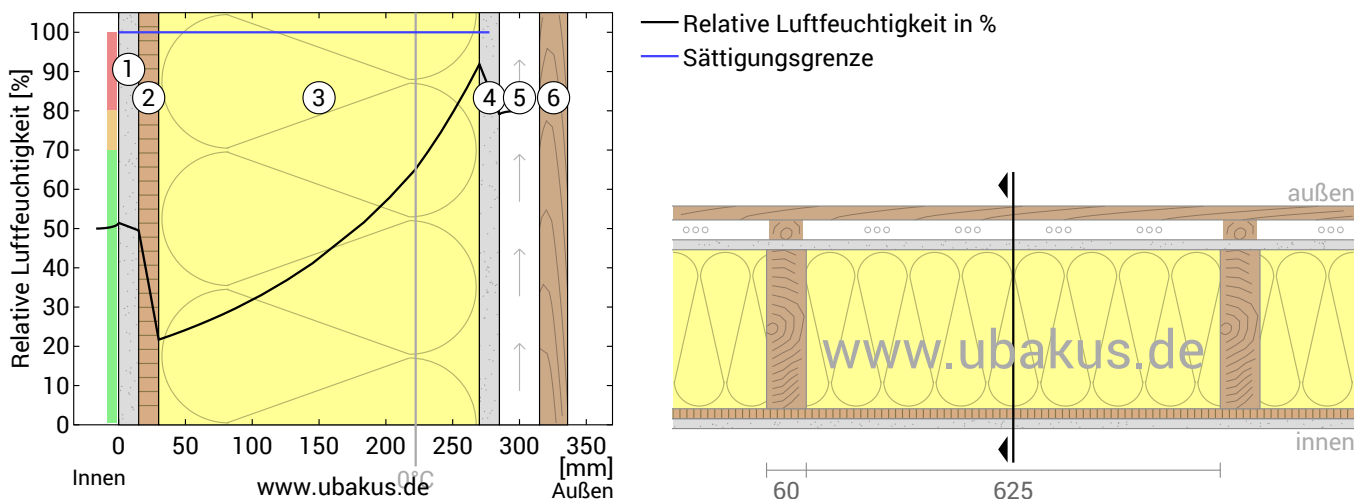 Relative Luftfeuchtigkeit [%]
100
90
80
70
60
50
40
30
20
10
0
1
2
3
4
5
6
0 50 100 150 200 250 300 350
[mm]
0°C
Innen
www.ubakus.de
Außen
Relative Luftfeuchtigkeit in %
Sättigungsgrenze
außen
www.ubakus.de
innen
60 625